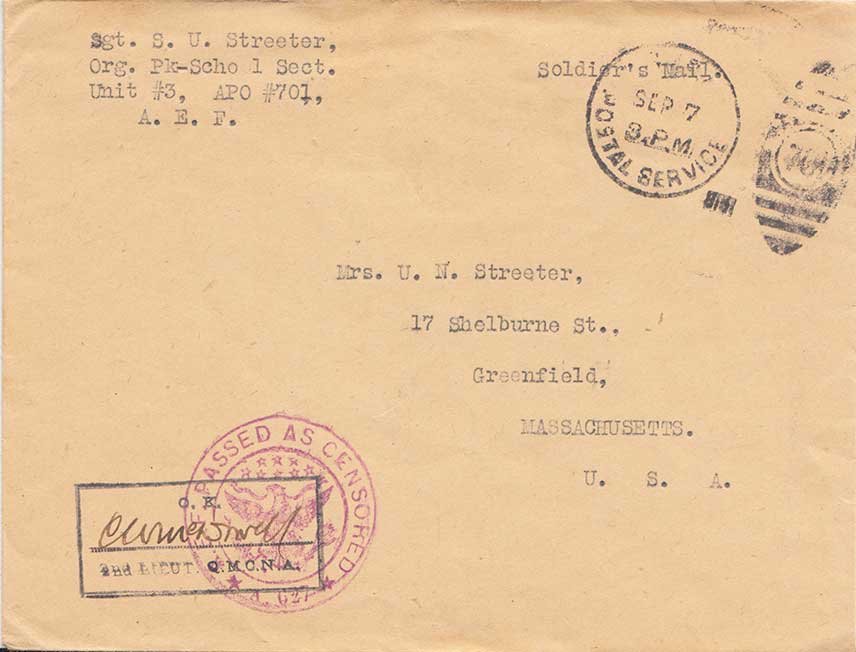 Sgt. S. U. Streeter,
Org. Pk-Scho l Sect.
Unit #3, APO #701,
A. E. F.
Soldier's Mail.
SEP 7
3 P.M.
POSTAL SERVICE
Mrs. U. N. Streeter,
17 Shelburne St.,
Greenfield,
MASSACHUSETTS.
U. S. A.
PASSED AS CENSORED
O. K.
2nd LIEUT. Q.M.C.N.A.